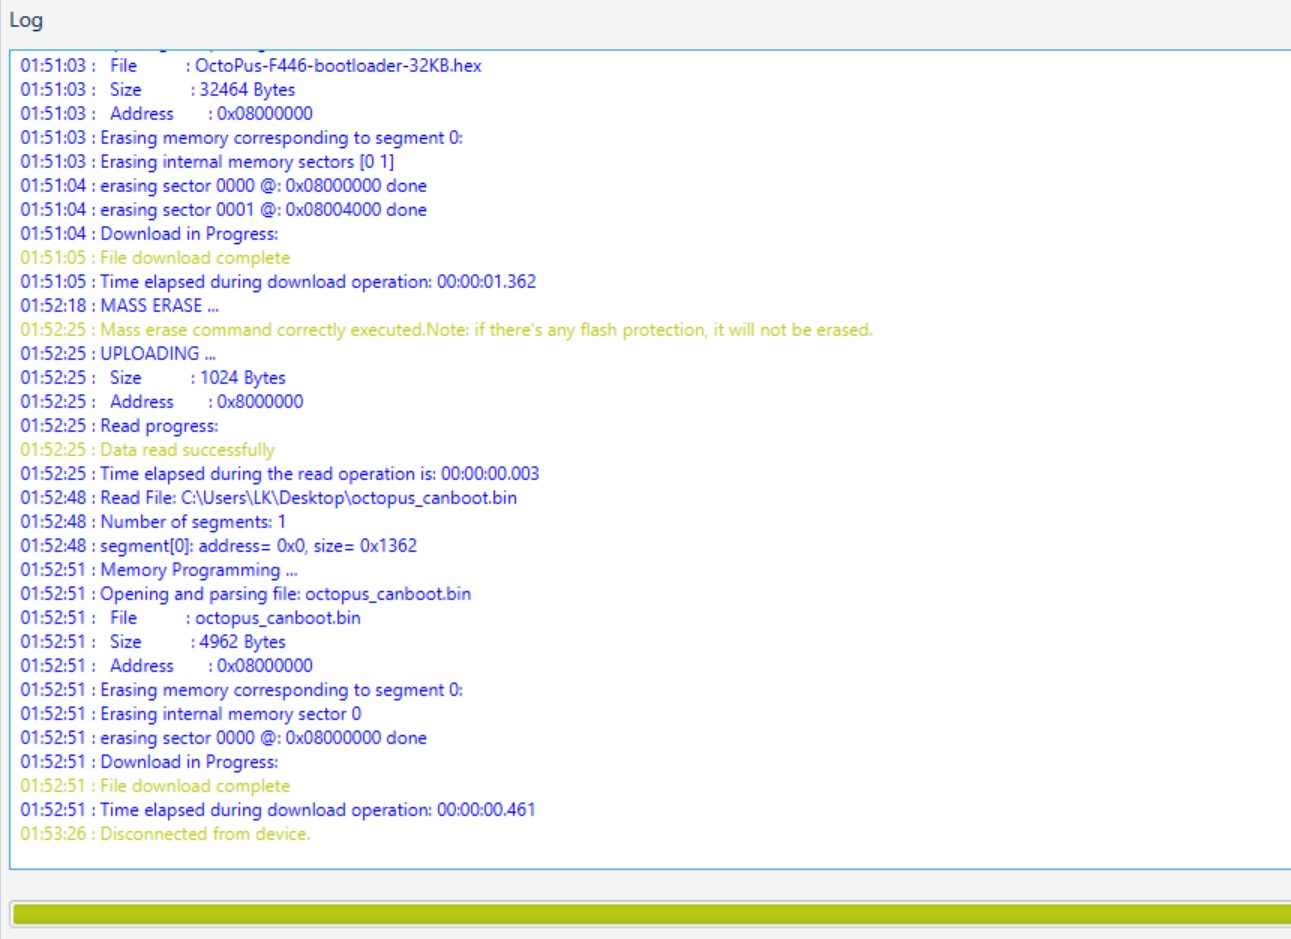 Log
01:51:03 : File : OctoPus-F446-bootloader-32KB.hex
01:51:03 : Size : 32464 Bytes
01:51:03 : Address : 0x08000000
01:51:03 : Erasing memory corresponding to segment 0:
01:51:03 : Erasing internal memory sectors [0 1]
01:51:04 : erasing sector 0000 @: 0x08000000 done
01:51:04 : erasing sector 0001 @: 0x08004000 done
01:51:04 : Download in Progress:
01:51:05 : File download complete
01:51:05 : Time elapsed during download operation: 00:00:01.362
01:52:18 : MASS ERASE ...
01:52:25 : Mass erase command correctly executed.Note: if there's any flash protection, it will not be erased.
01:52:25 : UPLOADING ...
01:52:25 : Size : 1024 Bytes
01:52:25 : Address : 0x8000000
01:52:25 : Read progress:
01:52:25 : Data read successfully
01:52:25 : Time elapsed during the read operation is: 00:00:00.003
01:52:48 : Read File: C:\Users\LK\Desktop\octopus_canboot.bin
01:52:48 : Number of segments: 1
01:52:48 : segment[0]: address= 0x0, size= 0x1362
01:52:51 : Memory Programming ...
01:52:51 : Opening and parsing file: octopus_canboot.bin
01:52:51 : File : octopus_canboot.bin
01:52:51 : Size : 4962 Bytes
01:52:51 : Address : 0x08000000
01:52:51 : Erasing memory corresponding to segment 0:
01:52:51 : Erasing internal memory sector 0
01:52:51 : erasing sector 0000 @: 0x08000000 done
01:52:51 : Download in Progress:
01:52:51 : File download complete
01:52:51 : Time elapsed during download operation: 00:00:00.461
01:53:26 : Disconnected from device.